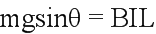 mgsinθ = BIL